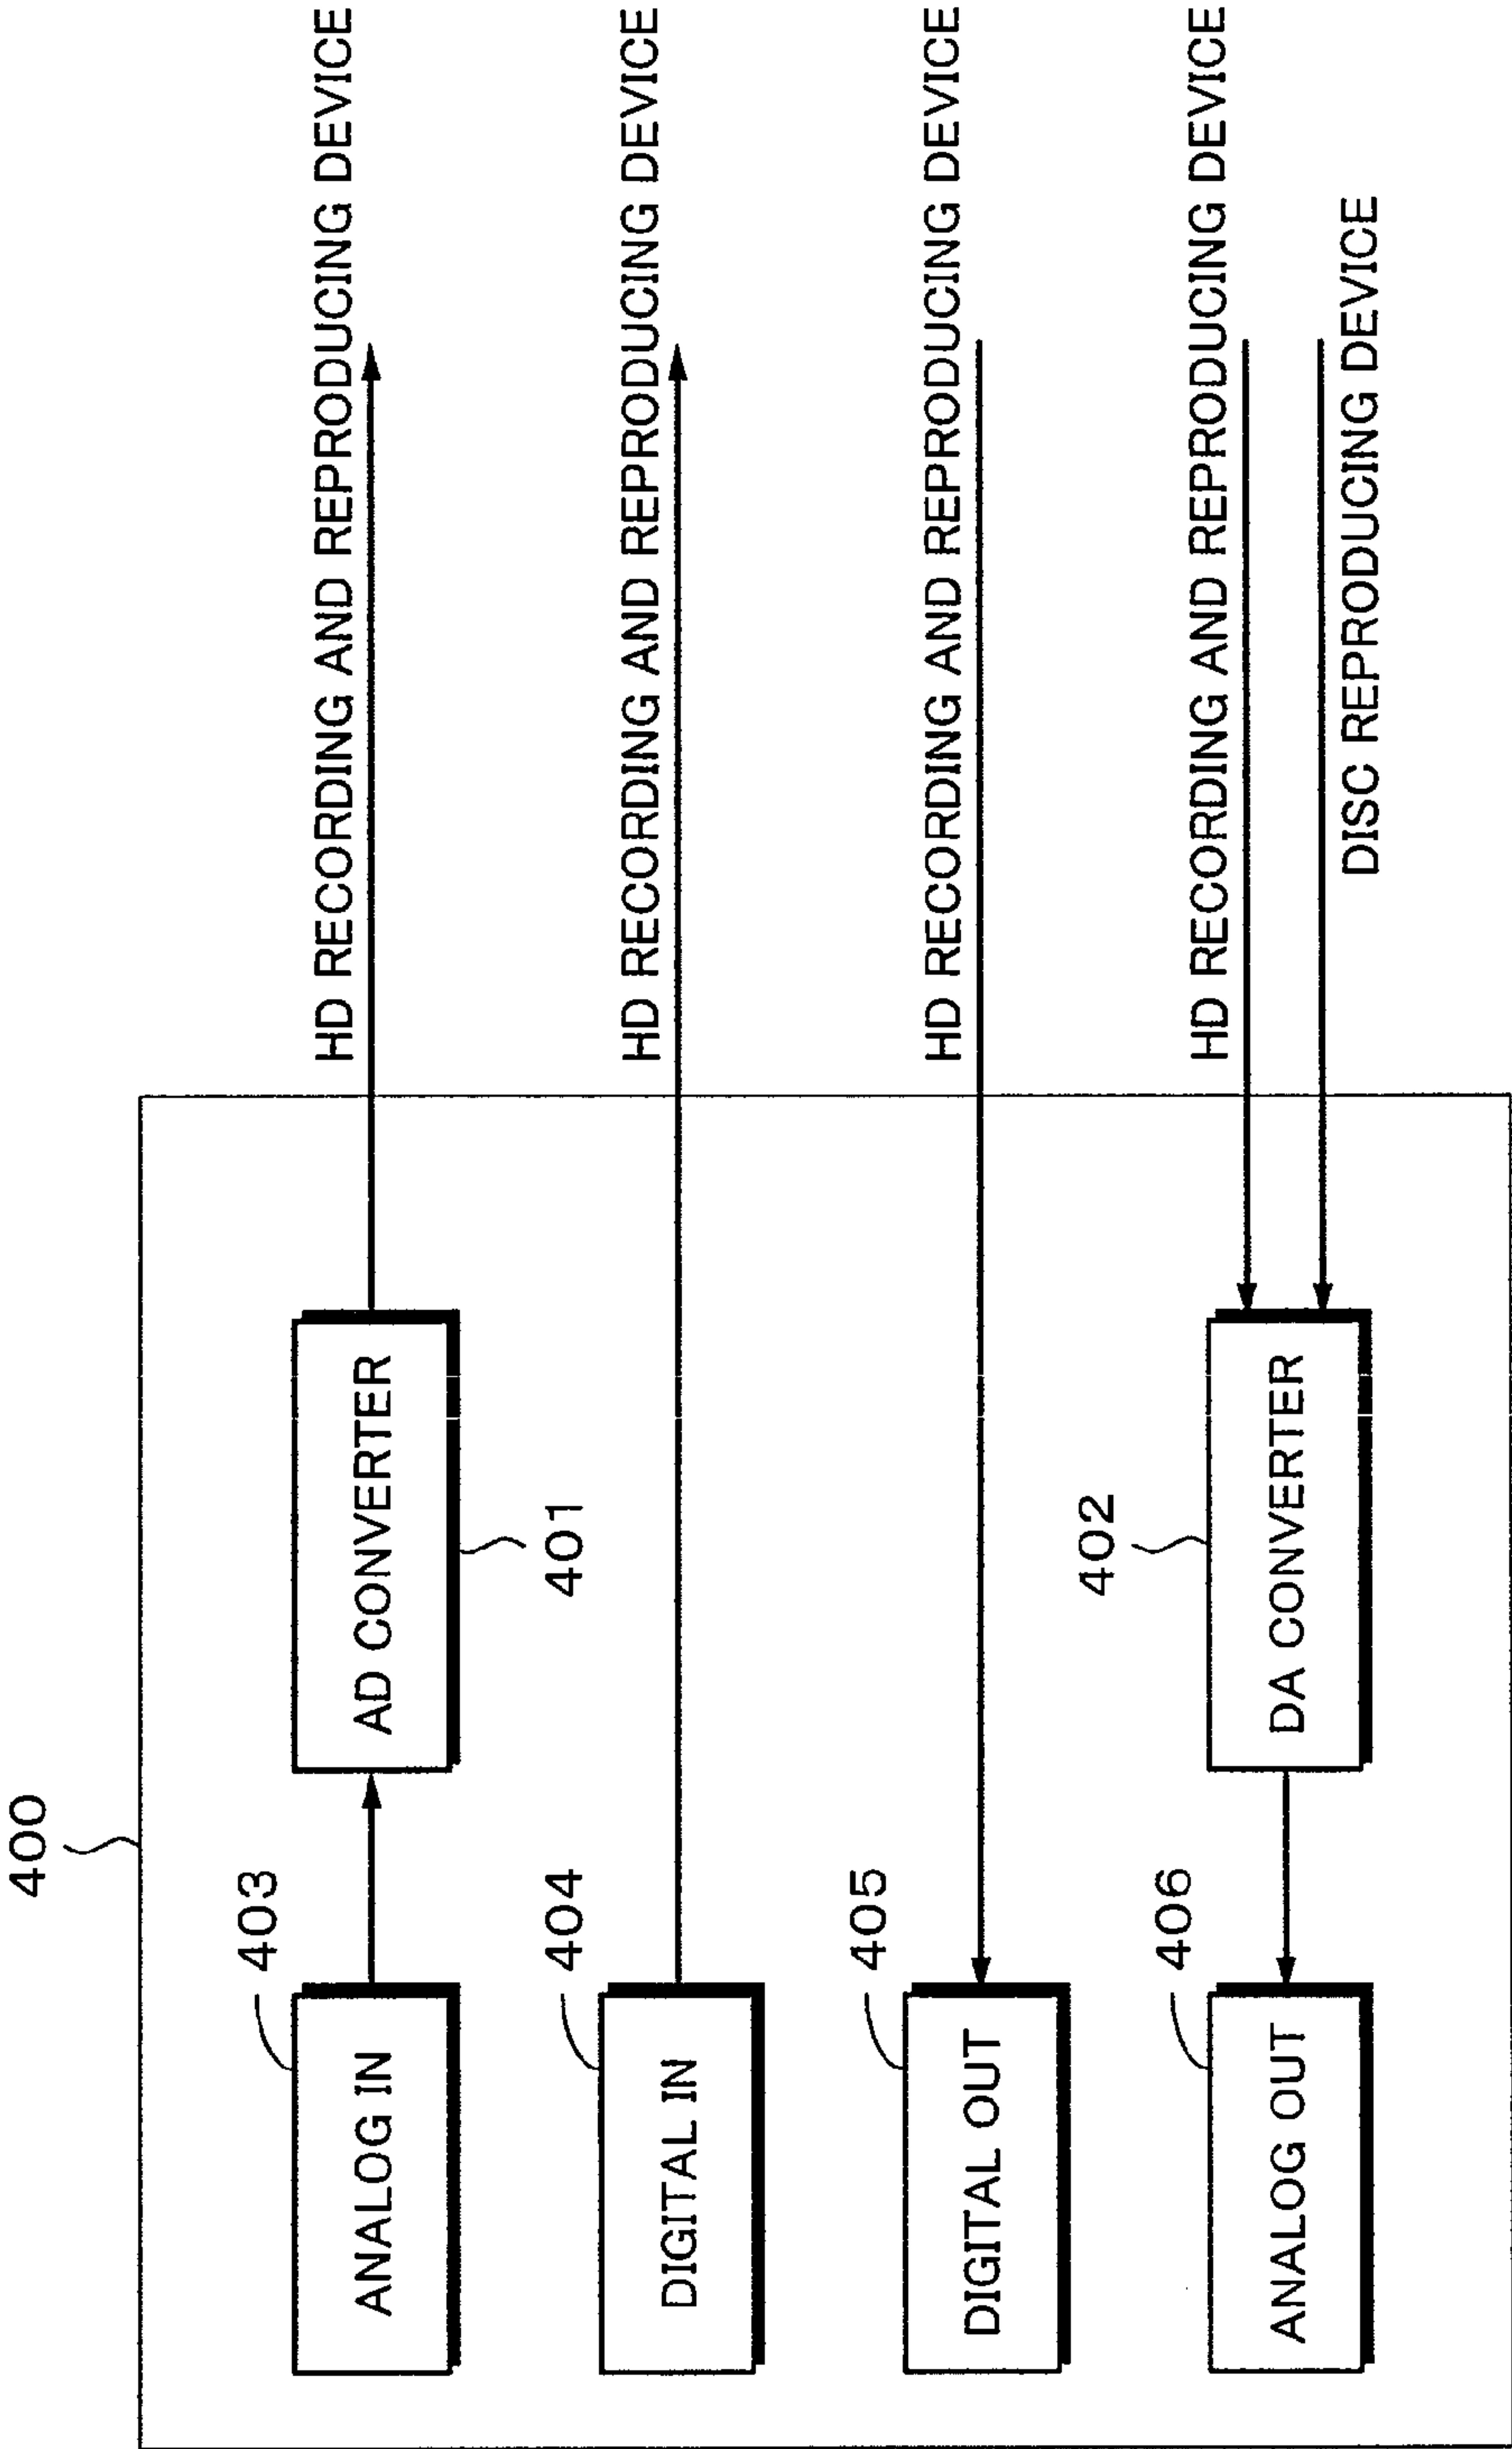 400
403
ANALOG IN
AD CONVERTER
401
HD RECORDING AND REPRODUCING DEVICE
404
DIGITAL IN
HD RECORDING AND REPRODUCING DEVICE
405
DIGITAL OUT
HD RECORDING AND REPRODUCING DEVICE
406
ANALOG OUT
402
DA CONVERTER
HD RECORDING AND REPRODUCING DEVICE
DISC REPRODUCING DEVICE